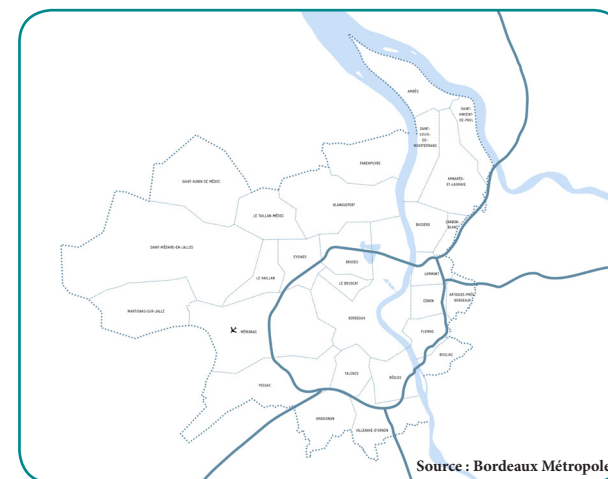 AMBÈS
SAINT-
VINCENT-
DE-PAUL
SAINT-
LOUIS-
DE-
MONTFERRAND
PAREMPUYRE
AMBARÈS-
ET-LAGRAVE
SAINT-AUBIN DE MÉDOC
BLANQUEFORT
LE TAILLAN-MÉDOC
BASSENS
CARBON-
BLANC
SAINT-MÉDARD-EN-JALLES
EYSINES
BRUGES
LORMONT
LE HAILLAN
LE BOUSCAT
ARTIGUES-PRÈS-
BORDEAUX
CENON
MARTIGNAS-SUR-JALLE
BORDEAUX
MÉRIGNAC
FLOIRAC
BOULIAC
TALENCE
BÈGLES
PESSAC
GRADIGNAN
VILLENAVE-D'ORNON
Source : Bordeaux Métropole